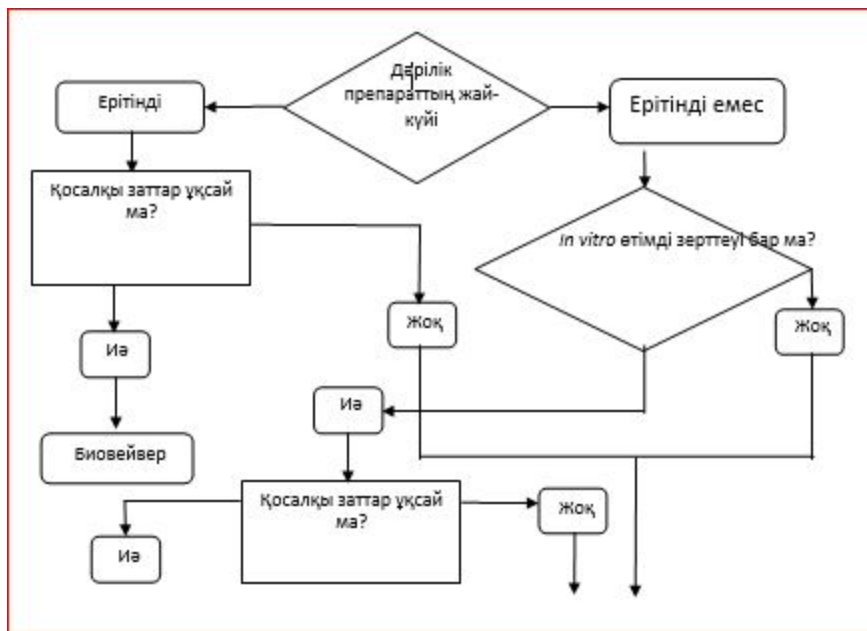 Дәрілік
препараттың жай-
күйі
Ерітінді
Ерітінді емес
Қосалқы заттар ұқсай
ма?
In vitro өтімді зерттеуі бар ма?
Жоқ
Жоқ
Иә
Иә
Биовейвер
Қосалқы заттар ұқсай
ма?
Жоқ
Иә